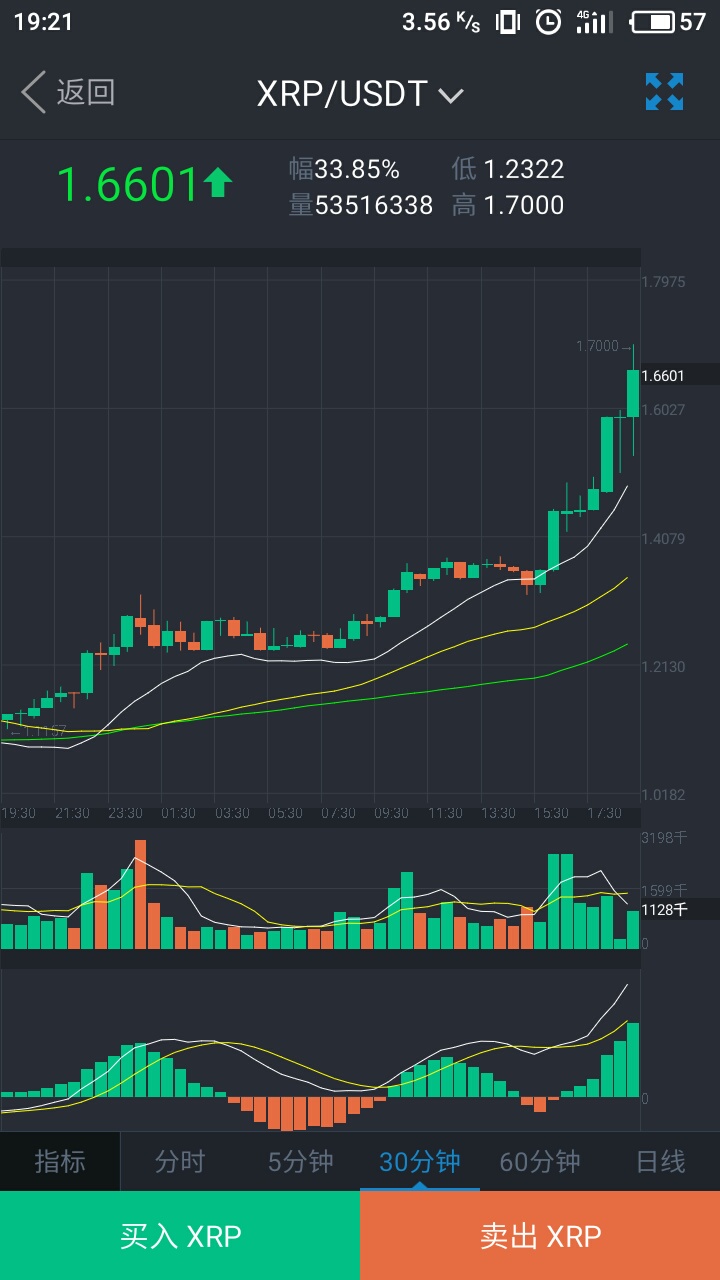 19:21 3.56 K/s 4G 57
返回 XRP/USDT
1.6601 幅33.85% 低 1.2322
量53516338 高 1.7000
1.7975
1.7000→
1.6601
1.6027
1.4079
1.2130
←1.1157
1.0182
19:30 21:30 23:30 01:30 03:30 05:30 07:30 09:30 11:30 13:30 15:30 17:30
3198千
1599千
1128千
0
0
指标 分时 5分钟 30分钟 60分钟 日线
买入 XRP 卖出 XRP